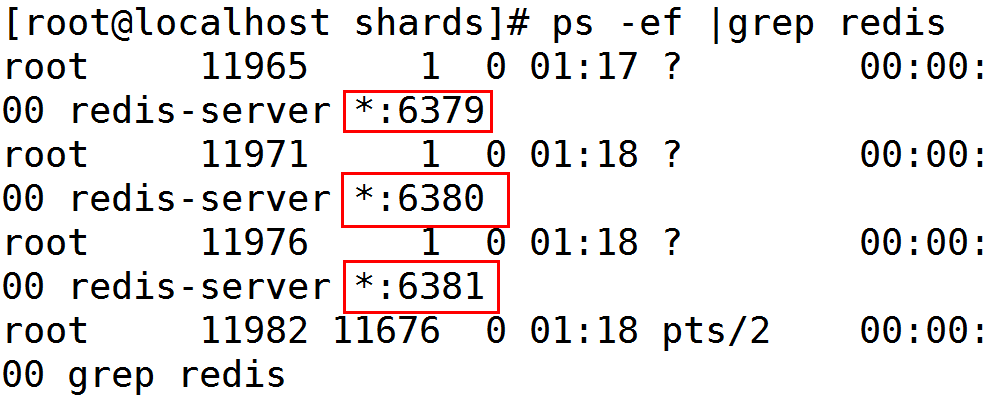 [root@localhost shards]# ps -ef |grep redis
root     11965     1  0 01:17 ?        00:00:
00 redis-server *:6379
root     11971     1  0 01:18 ?        00:00:
00 redis-server *:6380
root     11976     1  0 01:18 ?        00:00:
00 redis-server *:6381
root     11982 11676  0 01:18 pts/2    00:00:
00 grep redis